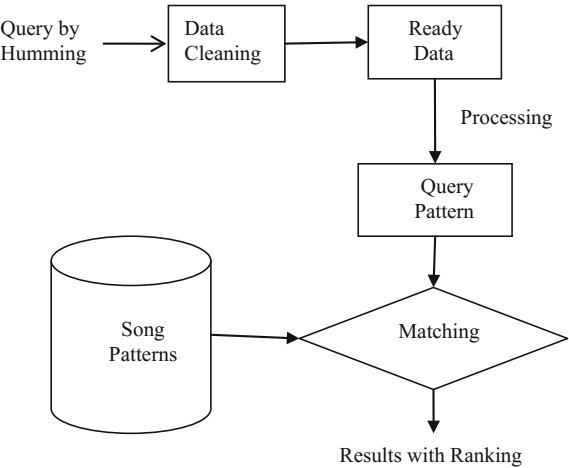 Query by
Humming
Data
Cleaning
Ready
Data
Processing
Query
Pattern
Song
Patterns
Matching
Results with Ranking